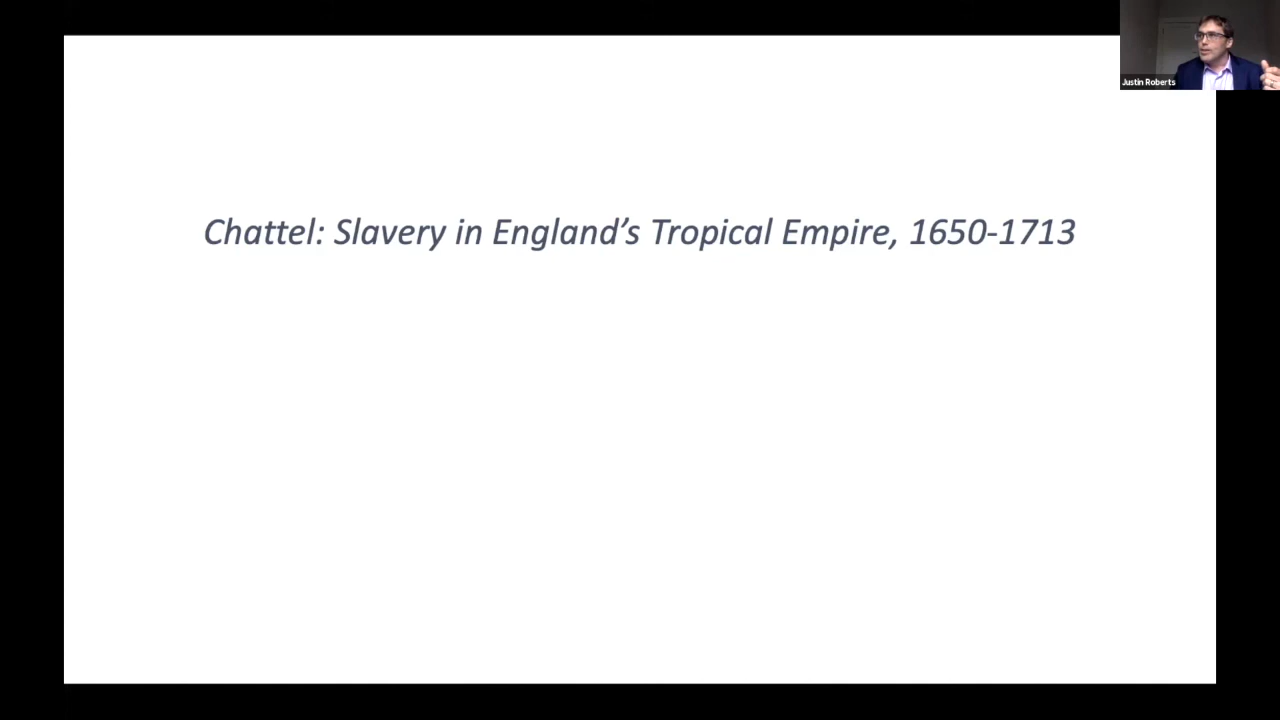 Justin Roberts
Chattel: Slavery in England’s Tropical Empire, 1650-1713